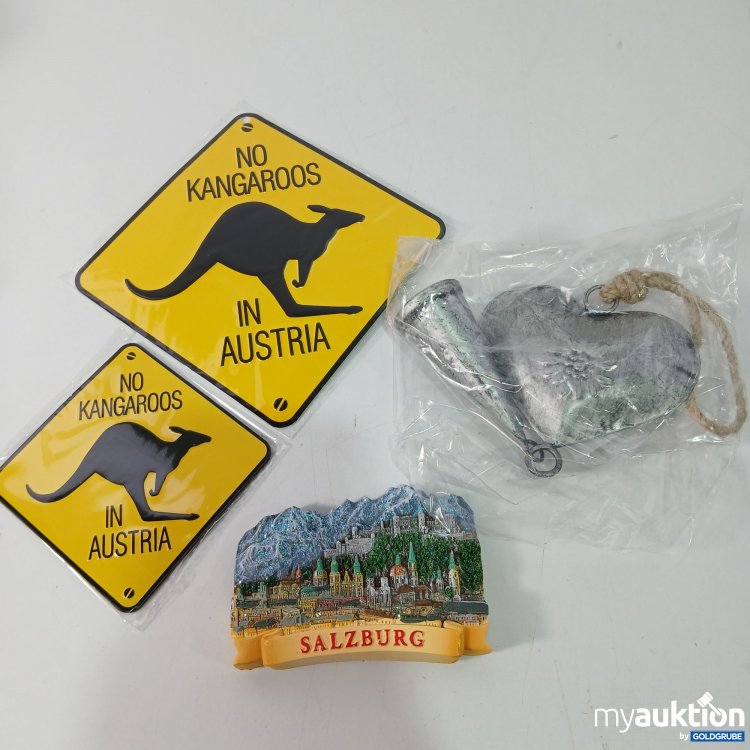 NO
KANGAROOS
IN
AUSTRIA
NO
KANGAROOS
IN
AUSTRIA
SALZBURG
myauktion
by GOLDGRUBE